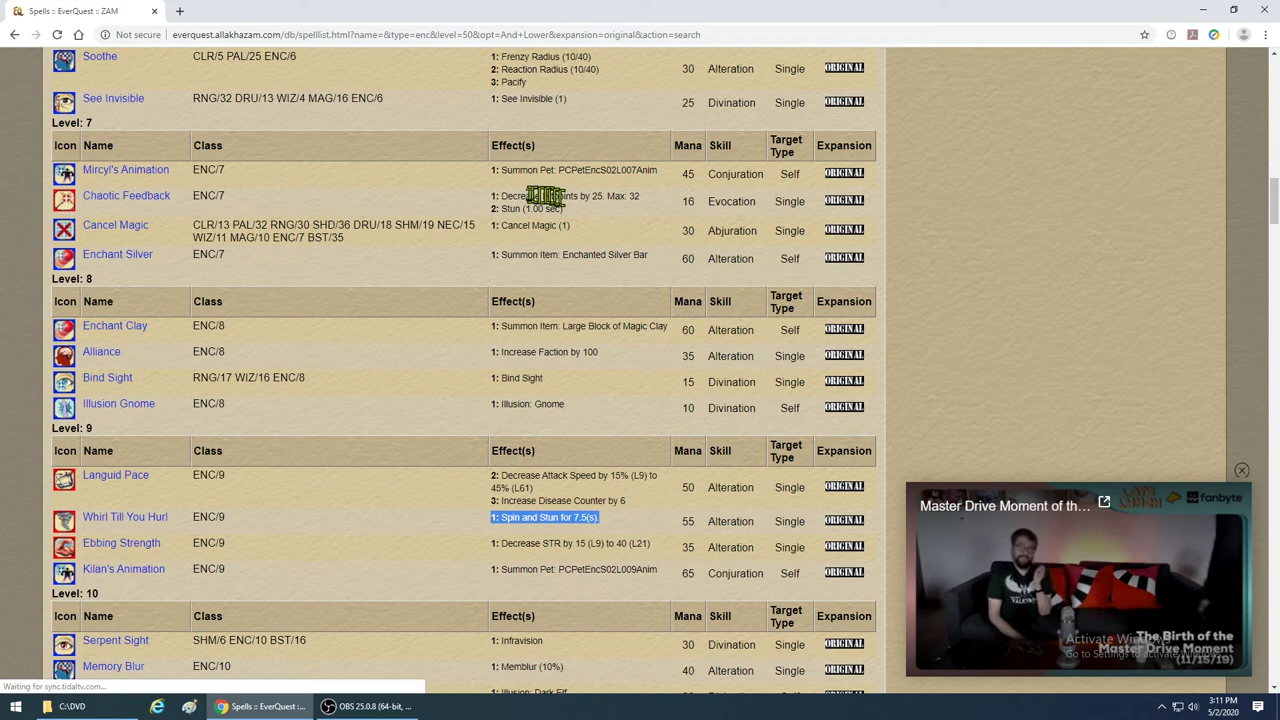 Spells :: EverQuest :: ZAM
Not secure
everquest.allakhazam.com/db/spelllist.html?name=&type=enc&level=50&opt=And+Lower&expansion=original&action=search
Soothe CLR/5 PAL/25 ENC/6 1: Frenzy Radius (10/40)
2: Reaction Radius (10/40)
3: Pacify
30 Alteration Single ORIGINAL
See Invisible RNG/32 DRU/13 WIZ/4 MAG/16 ENC/6 1: See Invisible (1) 25 Divination Single ORIGINAL
Level: 7
Icon Name Class Effect(s) Mana Skill Target Type Expansion
Mircyl's Animation ENC/7 1: Summon Pet: PCPetEncS02L007Anim 45 Conjuration Self ORIGINAL
Chaotic Feedback ENC/7 1: by 25. Max: 32
2: Stun (1.00 sec)
16 Evocation Single ORIGINAL
Cancel Magic CLR/13 PAL/32 RNG/30 SHD/36 DRU/18 SHM/19 NEC/15
WIZ/11 MAG/10 ENC/7 BST/35
1: Cancel Magic (1) 30 Abjuration Single ORIGINAL
Enchant Silver ENC/7 1: Summon Item: Enchanted Silver Bar 60 Alteration Self ORIGINAL
Level: 8
Icon Name Class Effect(s) Mana Skill Target Type Expansion
Enchant Clay ENC/8 1: Summon Item: Large Block of Magic Clay 60 Alteration Self ORIGINAL
Alliance ENC/8 1: Increase Faction by 100 35 Alteration Single ORIGINAL
Bind Sight RNG/17 WIZ/16 ENC/8 1: Bind Sight 15 Divination Single ORIGINAL
Illusion Gnome ENC/8 1: Illusion: Gnome 10 Divination Self ORIGINAL
Level: 9
Icon Name Class Effect(s) Mana Skill Target Type Expansion
Languid Pace ENC/9 2: Decrease Attack Speed by 15% (L9) to
45% (L61)
3: Increase Disease Counter by 6
50 Alteration Single ORIGINAL
Whirl Till You Hurl ENC/9 1: Spin and Stun for 7.5(s). 55 Alteration Single ORIGINAL
Ebbing Strength ENC/9 1: Decrease STR by 15 (L9) to 40 (L21) 35 Alteration Single ORIGINAL
Kilan's Animation ENC/9 1: Summon Pet: PCPetEncS02L009Anim 65 Conjuration Self ORIGINAL
Level: 10
Icon Name Class Effect(s) Mana Skill Target Type Expansion
Serpent Sight SHM/6 ENC/10 BST/16 1: Infravision 30 Divination Single ORIGINAL
Memory Blur ENC/10 1: Memblur (10%) 40 Alteration Single ORIGINAL
1: Illusion: Dark Elf
Master Drive Moment of th...
fanbyte
The Birth of the
Master Drive Moment
(11/15/19)
Activate Windows
Go to Settings to activate Windows.
Waiting for sync.tidaltv.com...
C:\DVD
Spells :: EverQuest :...
OBS 25.0.8 (64-bit, ...
3:11 PM
5/2/2020